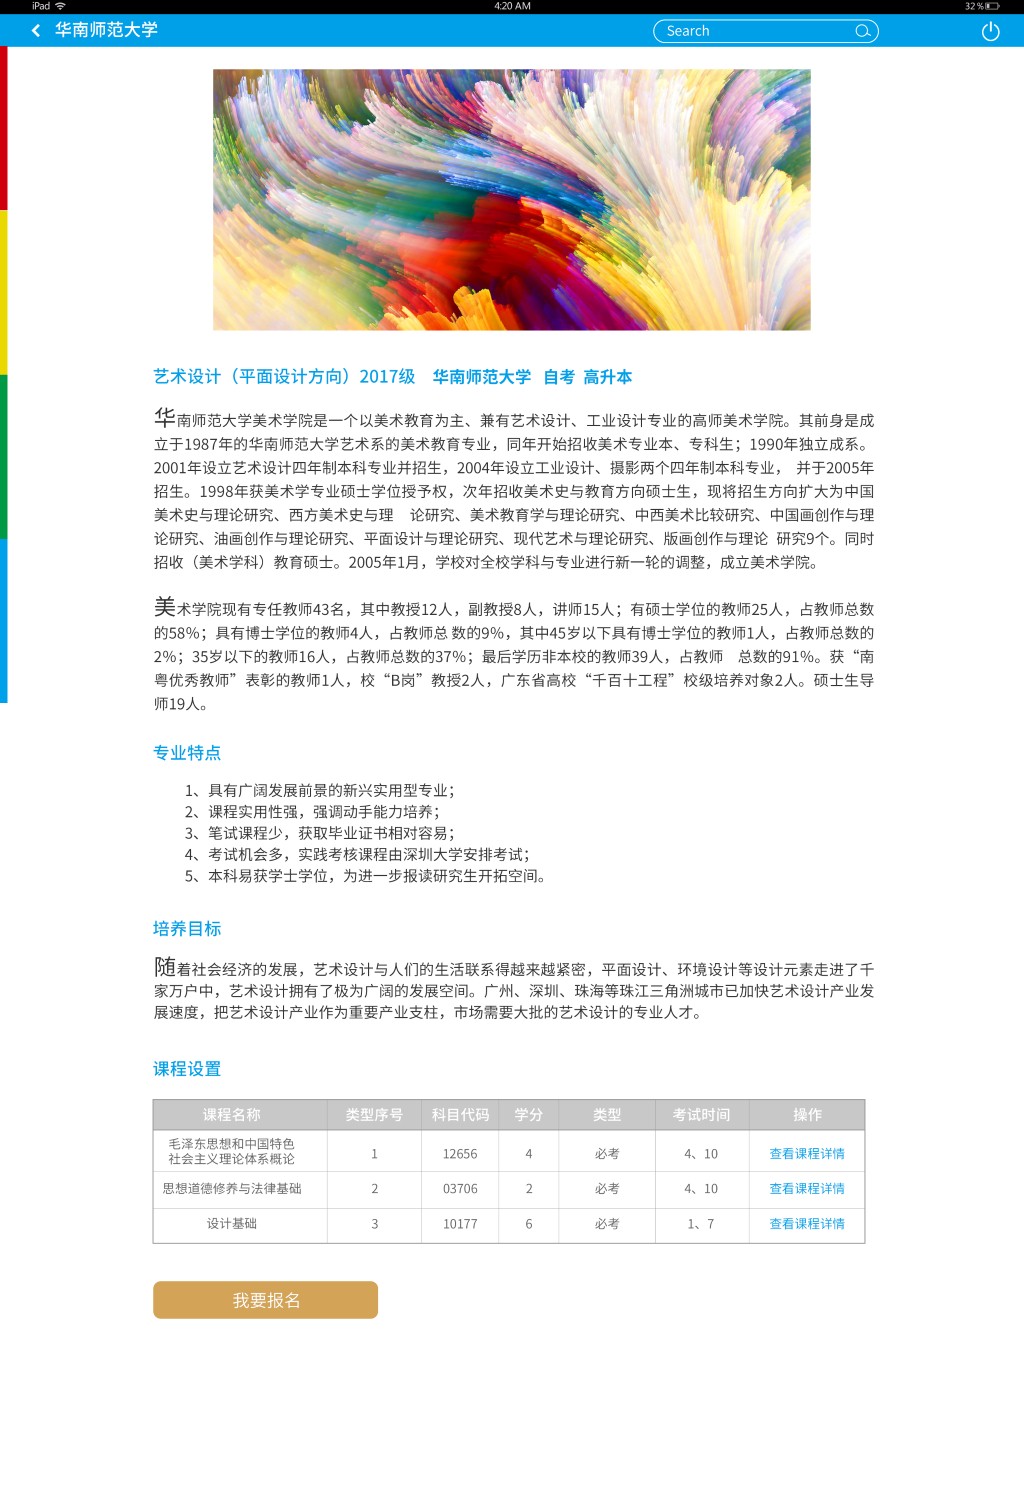 iPad 4:20 AM 32%
华南师范大学 Search
艺术设计（平面设计方向）2017级 华南师范大学 自考 高升本
华南师范大学美术学院是一个以美术教育为主、兼有艺术设计、工业设计专业的高师美术学院。其前身是成
立于1987年的华南师范大学艺术系的美术教育专业，同年开始招收美术专业本、专科生；1990年独立成系。
2001年设立艺术设计四年制本科专业并招生，2004年设立工业设计、摄影两个四年制本科专业， 并于2005年
招生。1998年获美术学专业硕士学位授予权，次年招收美术史与教育方向硕士生，现将招生方向扩大为中国
美术史与理论研究、西方美术史与理 论研究、美术教育学与理论研究、中西美术比较研究、中国画创作与理
论研究、油画创作与理论研究、平面设计与理论研究、现代艺术与理论研究、版画创作与理论 研究9个。同时
招收（美术学科）教育硕士。2005年1月，学校对全校学科与专业进行新一轮的调整，成立美术学院。
美术学院现有专任教师43名，其中教授12人，副教授8人，讲师15人；有硕士学位的教师25人，占教师总数
的58%；具有博士学位的教师4人，占教师总 数的9%，其中45岁以下具有博士学位的教师1人，占教师总数的
2%；35岁以下的教师16人，占教师总数的37%；最后学历非本校的教师39人，占教师 总数的91%。获“南
粤优秀教师”表彰的教师1人，校“B岗”教授2人，广东省高校“千百十工程”校级培养对象2人。硕士生导
师19人。
专业特点
1、具有广阔发展前景的新兴实用型专业；
2、课程实用性强，强调动手能力培养；
3、笔试课程少，获取毕业证书相对容易；
4、考试机会多，实践考核课程由深圳大学安排考试；
5、本科易获学士学位，为进一步报读研究生开拓空间。
培养目标
随着社会经济的发展，艺术设计与人们的生活联系得越来越紧密，平面设计、环境设计等设计元素走进了千
家万户中，艺术设计拥有了极为广阔的发展空间。广州、深圳、珠海等珠江三角洲城市已加快艺术设计产业发
展速度，把艺术设计产业作为重要产业支柱，市场需要大批的艺术设计的专业人才。
课程设置
课程名称 类型序号 科目代码 学分 类型 考试时间 操作
毛泽东思想和中国特色
社会主义理论体系概论 1 12656 4 必考 4、10 查看课程详情
思想道德修养与法律基础 2 03706 2 必考 4、10 查看课程详情
设计基础 3 10177 6 必考 1、7 查看课程详情
我要报名